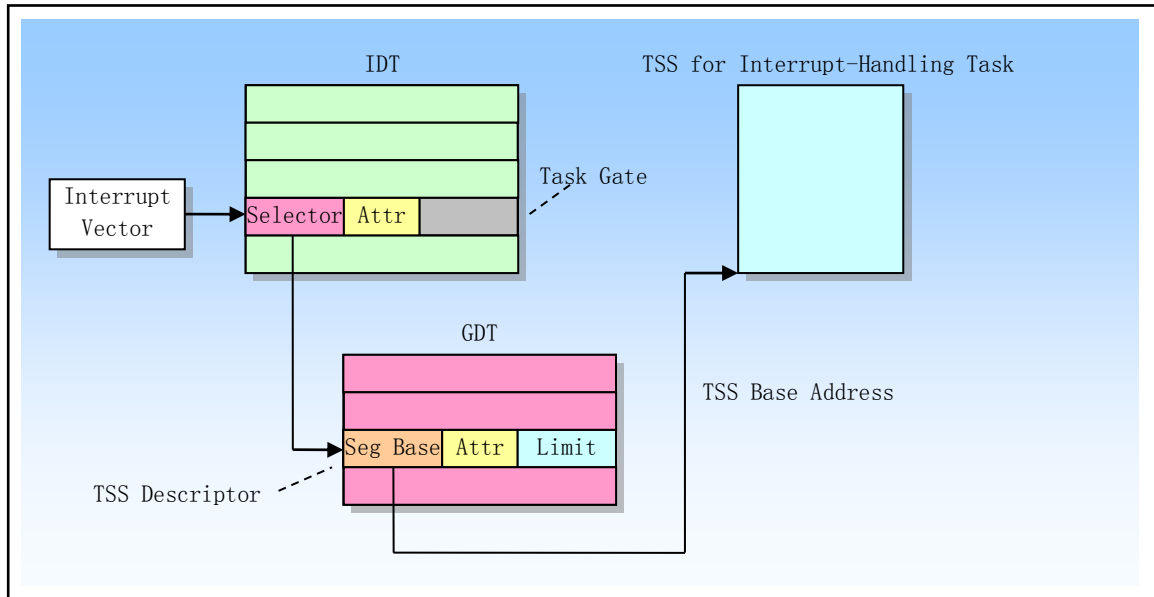 IDT
TSS for Interrupt-Handling Task
Task Gate
Interrupt
Vector
Selector Attr
GDT
TSS Base Address
Seg Base Attr Limit
TSS Descriptor